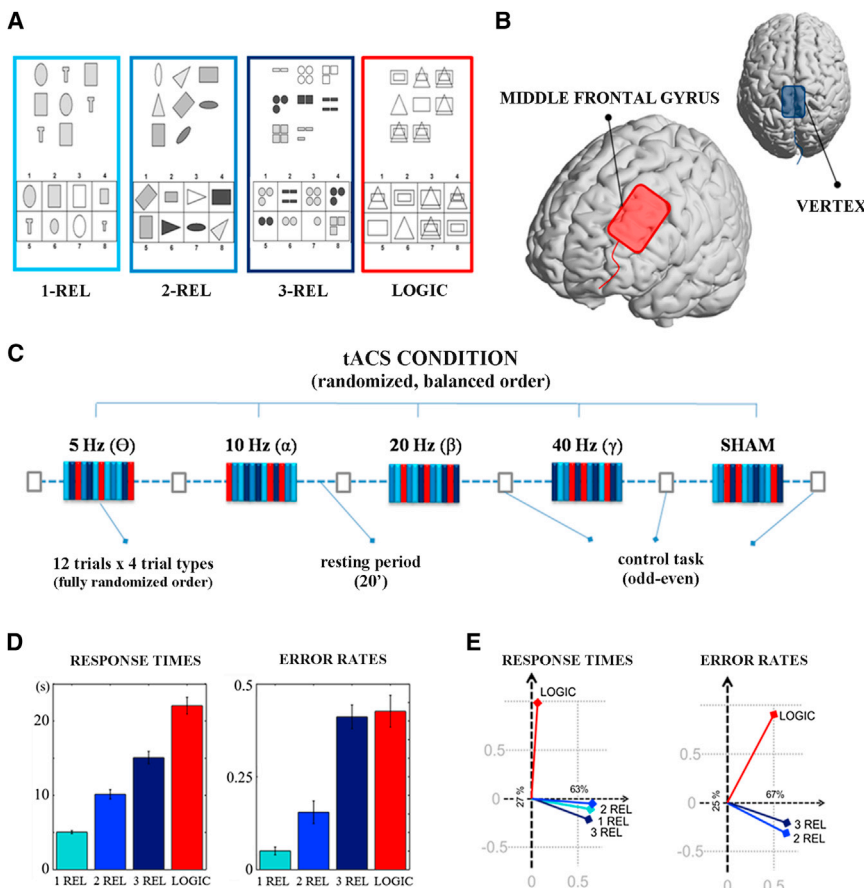 A
1 2 3 4
5 6 7 8
1-REL
1 2 3 4
5 6 7 8
2-REL
1 2 3 4
5 6 7 8
3-REL
1 2 3 4
5 6 7 8
LOGIC
B
MIDDLE FRONTAL GYRUS
VERTEX
C
tACS CONDITION
(randomized, balanced order)
5 Hz (Θ)
10 Hz (α)
20 Hz (β)
40 Hz (γ)
SHAM
12 trials x 4 trial types
(fully randomized order)
resting period
(20’)
control task
(odd-even)
D
RESPONSE TIMES
(s)
20
10
0
1 REL 2 REL 3 REL LOGIC
ERROR RATES
0.5
0.25
0
1 REL 2 REL 3 REL LOGIC
E
RESPONSE TIMES
LOGIC
0.5
27 %
63%
0
2 REL
1 REL
3 REL
-0.5
0 0.5
ERROR RATES
LOGIC
0.5
25 %
67%
0
3 REL
2 REL
-0.5
0 0.5